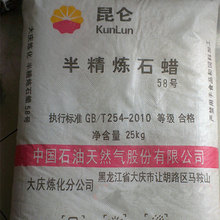 昆仑
KunLun
半精炼石蜡
58号
执行标准 GB/T254-2010 等级 合格
净含量 25kg
中国石油天然气股份有限公司
大庆炼化分公司 黑龙江省大庆市让胡路区马鞍山